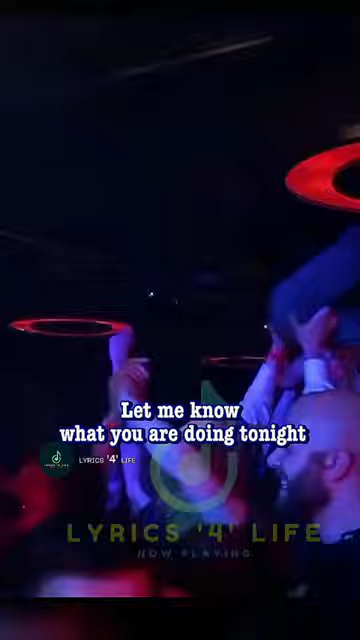 Let me know
what you are doing tonight
LYRICS '4' LIFE
LYRICS '4' LIFE
NOW PLAYING